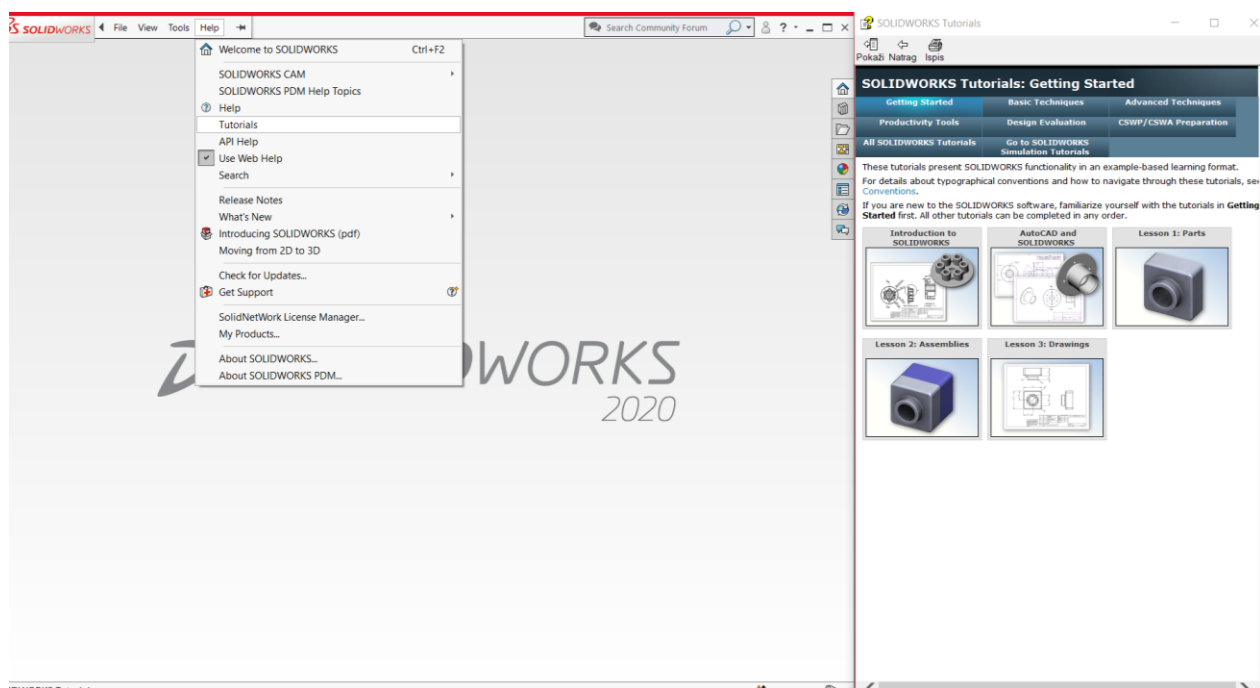 SOLIDWORKS File View Tools Help Search Community Forum
Welcome to SOLIDWORKS Ctrl+F2
SOLIDWORKS CAM
SOLIDWORKS PDM Help Topics
Help
Tutorials
API Help
Use Web Help
Search
Release Notes
What's New
Introducing SOLIDWORKS (pdf)
Moving from 2D to 3D
Check for Updates...
Get Support
SolidNetWork License Manager...
My Products...
About SOLIDWORKS...
About SOLIDWORKS PDM...
WORKS
2020
SOLIDWORKS Tutorials
Pokaži Natrag Ispis
SOLIDWORKS Tutorials: Getting Started
Getting Started Basic Techniques Advanced Techniques
Productivity Tools Design Evaluation CSWP/CSWA Preparation
All SOLIDWORKS Tutorials Go to SOLIDWORKS
Simulation Tutorials
These tutorials present SOLIDWORKS functionality in an example-based learning format.
For details about typographical conventions and how to navigate through these tutorials, see
Conventions.
If you are new to the SOLIDWORKS software, familiarize yourself with the tutorials in Getting
Started first. All other tutorials can be completed in any order.
Introduction to
SOLIDWORKS
AutoCAD and
SOLIDWORKS
Lesson 1: Parts
Lesson 2: Assemblies
Lesson 3: Drawings